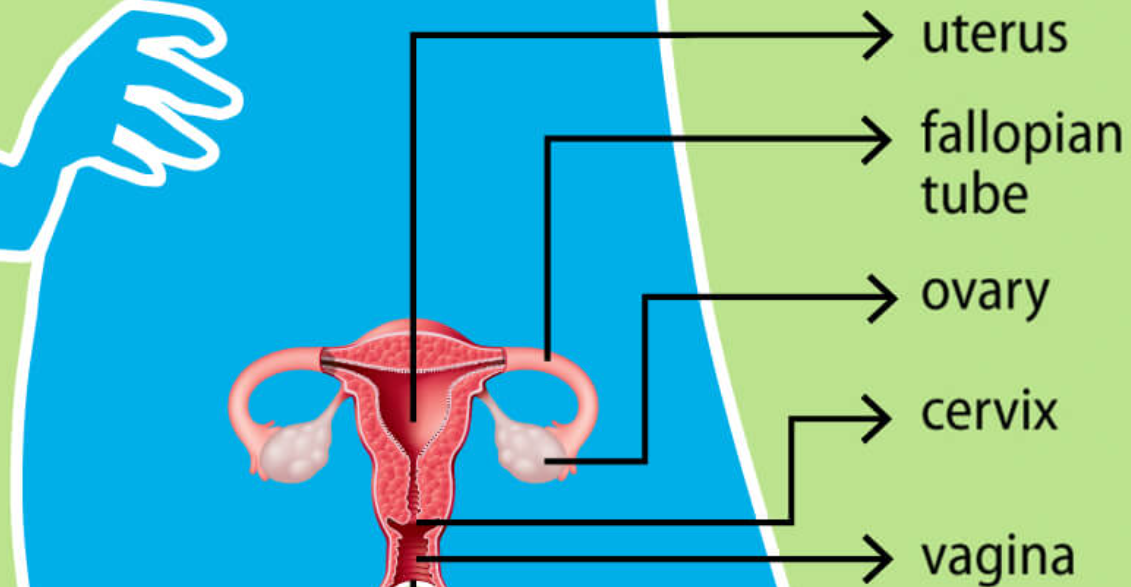 uterus
fallopian
tube
ovary
cervix
vagina